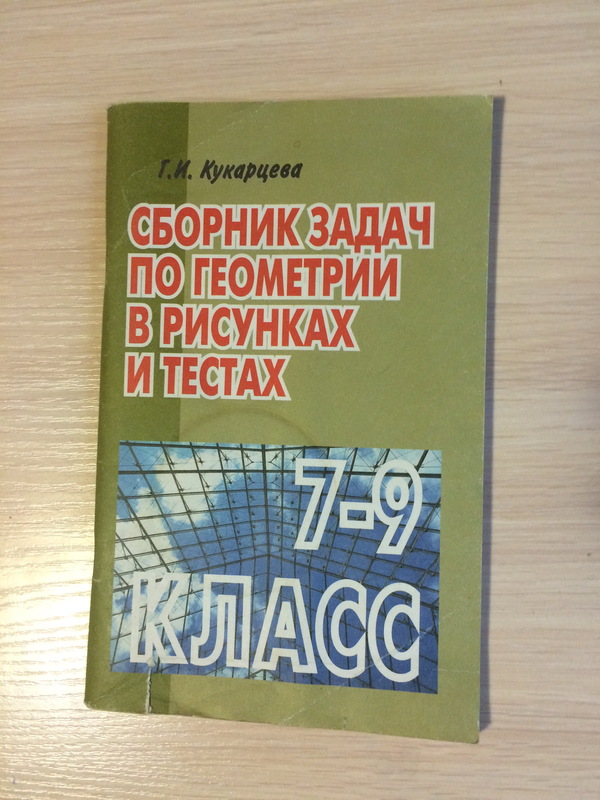 Г.И. Кукарцева
СБОРНИК ЗАДАЧ
ПО ГЕОМЕТРИИ
В РИСУНКАХ
И ТЕСТАХ
7-9
КЛАСС